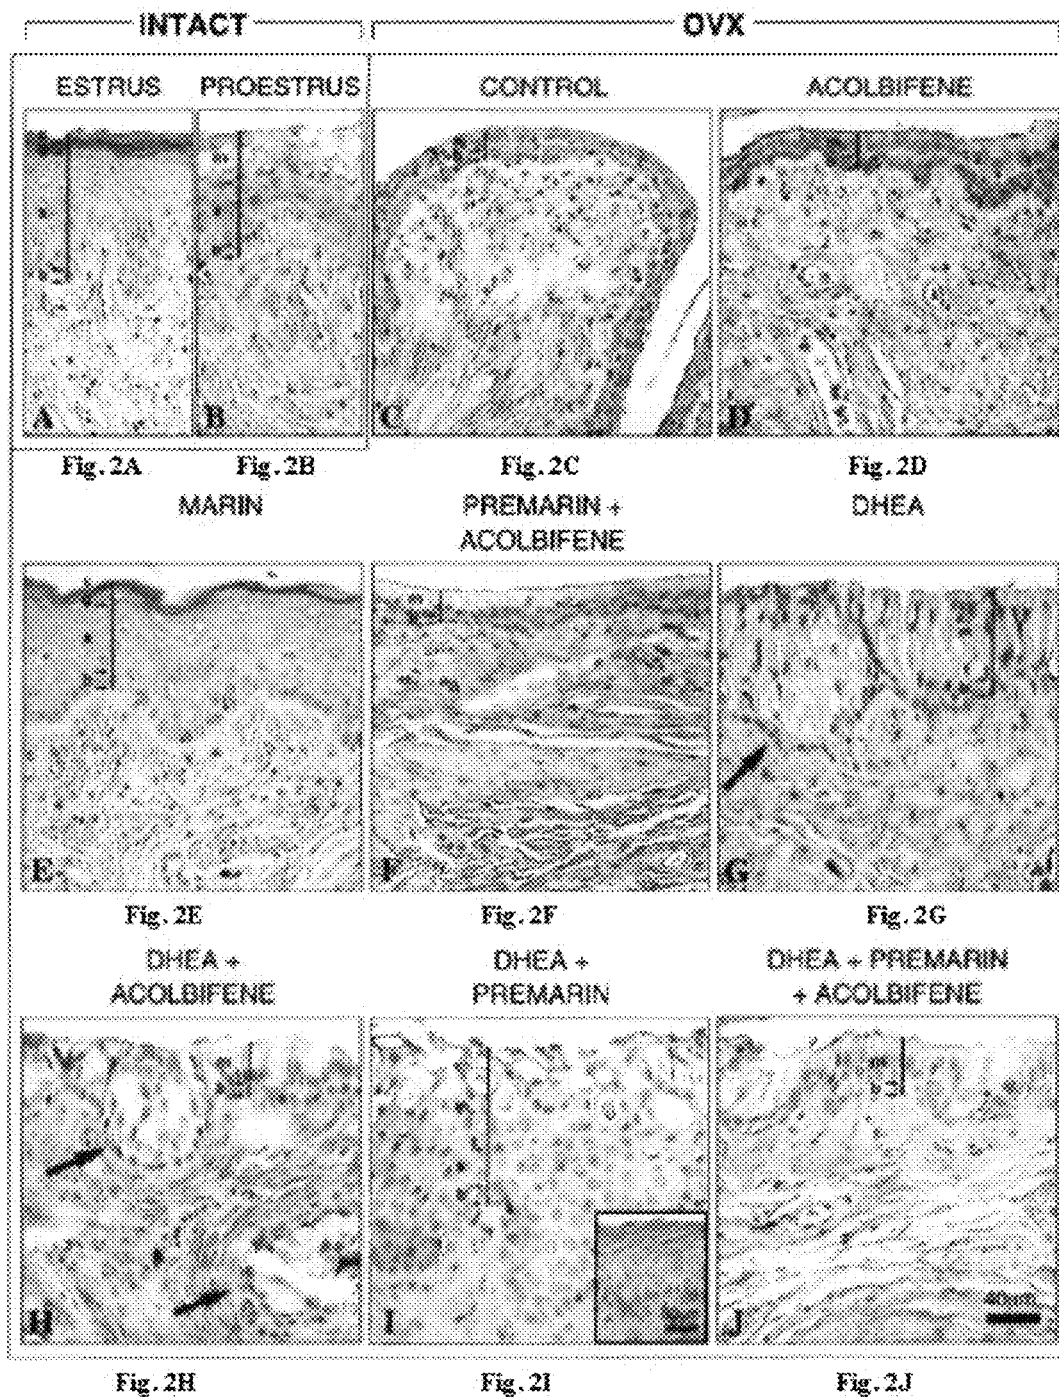 INTACT
OVX
ESTRUS
PROESTRUS
CONTROL
ACOLBIFENE
A
B
C
D
Fig.2A
Fig.2B
Fig.2C
Fig.2D
MARIN
PREMARIN +
ACOLBIFENE
DHEA
E
F
G
Fig.2E
Fig.2F
Fig.2G
DHEA +
ACOLBIFENE
DHEA +
PREMARIN
DHEA + PREMARIN
+ ACOLBIFENE
H
I
J
40µm
Fig.2H
Fig.2I
Fig.2J